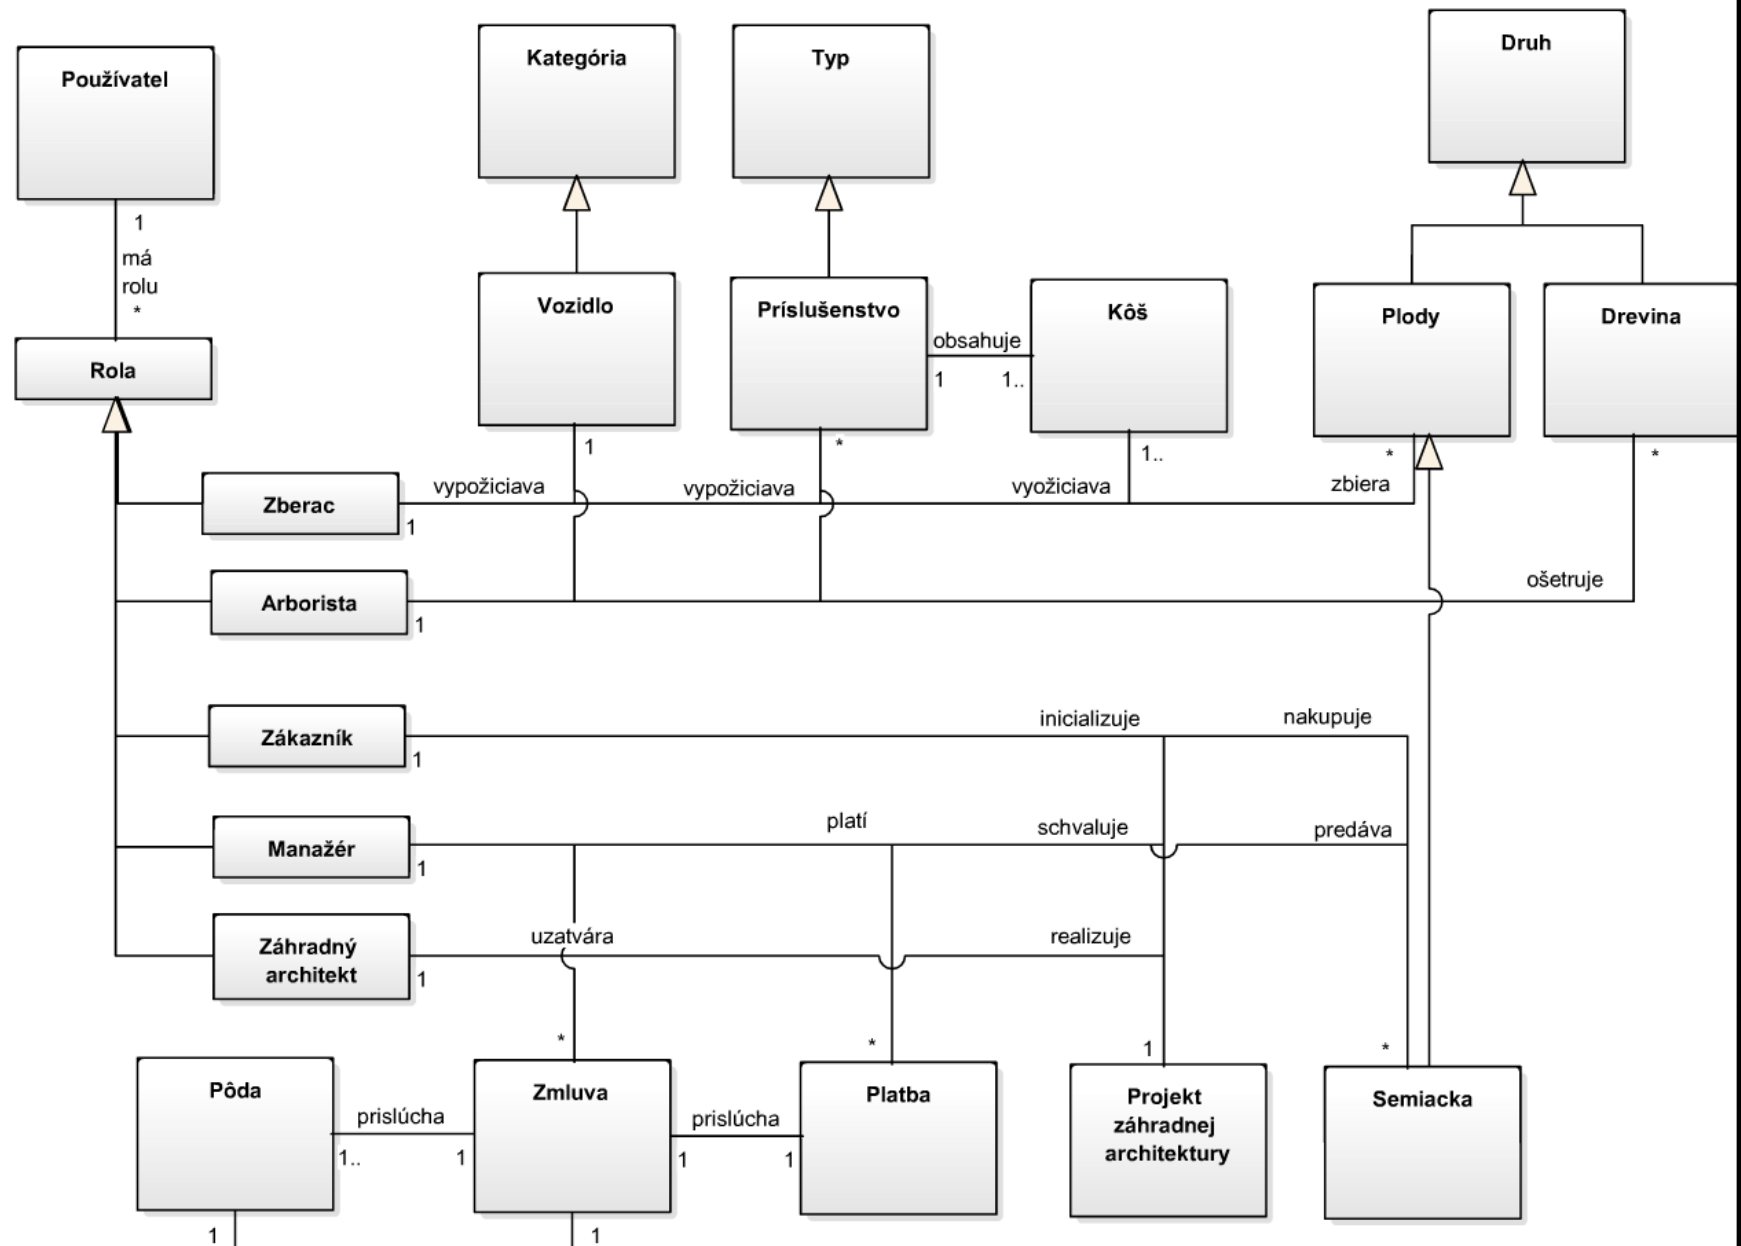 Používatel
Kategória
Typ
Druh
1
má
rolu
*
Rola
Vozidlo
Príslušenstvo
obsahuje
1
1..
Kôš
Plody
Drevina
1
*
1..
*
*
Zberac
1
vypožiciava
vypožiciava
vyožiciava
zbiera
Arborista
1
ošetruje
Zákazník
1
inicializuje
nakupuje
Manažér
1
platí
schvaluje
predáva
Záhradný
architekt
1
uzatvára
realizuje
*
*
1
*
Pôda
prislúcha
1..
1
Zmluva
prislúcha
1
1
Platba
Projekt
záhradnej
architektury
Semiacka
1
1